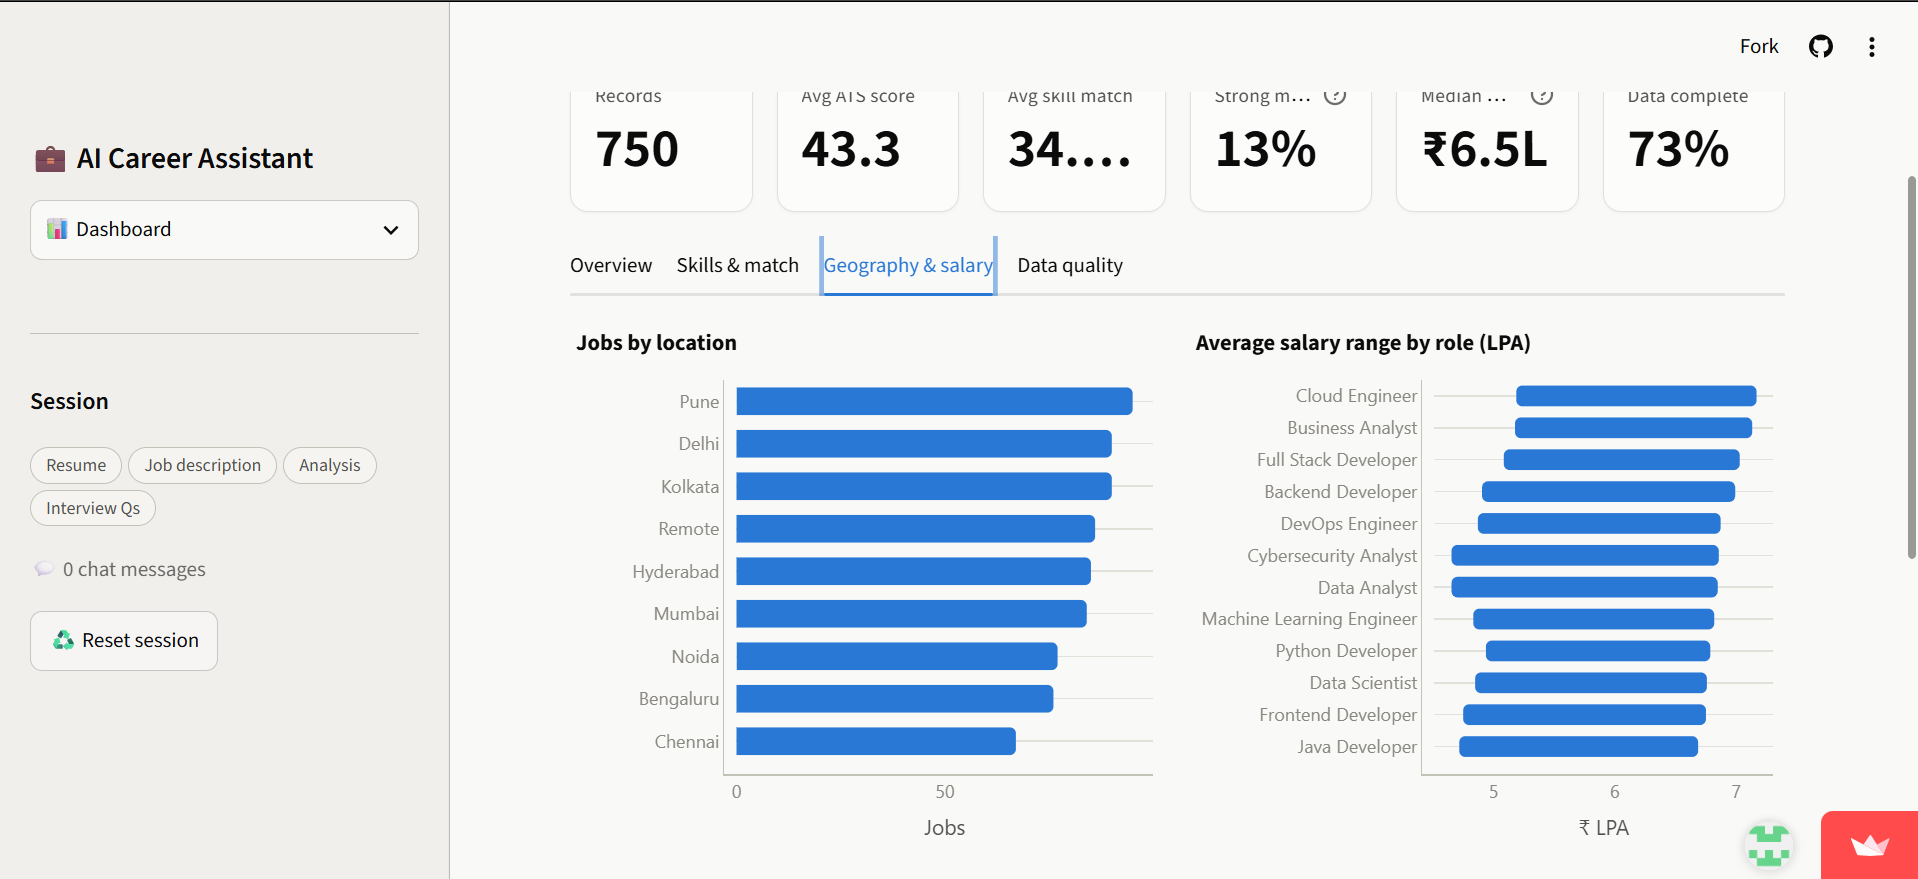 Fork
AI Career Assistant
Dashboard
Session
Resume
Job description
Analysis
Interview Qs
0 chat messages
Reset session
Records
750
Avg ATS score
43.3
Avg skill match
34....
Strong m...
13%
Median ...
₹6.5L
Data complete
73%
Overview
Skills & match
Geography & salary
Data quality
Jobs by location
Pune
Delhi
Kolkata
Remote
Hyderabad
Mumbai
Noida
Bengaluru
Chennai
0
50
Jobs
Average salary range by role (LPA)
Cloud Engineer
Business Analyst
Full Stack Developer
Backend Developer
DevOps Engineer
Cybersecurity Analyst
Data Analyst
Machine Learning Engineer
Python Developer
Data Scientist
Frontend Developer
Java Developer
5
6
7
₹ LPA